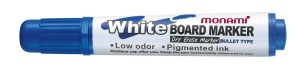 monami
White BOARD MARKER
Dry Erase Marker BULLET TYPE
• Low odor • Pigmented ink